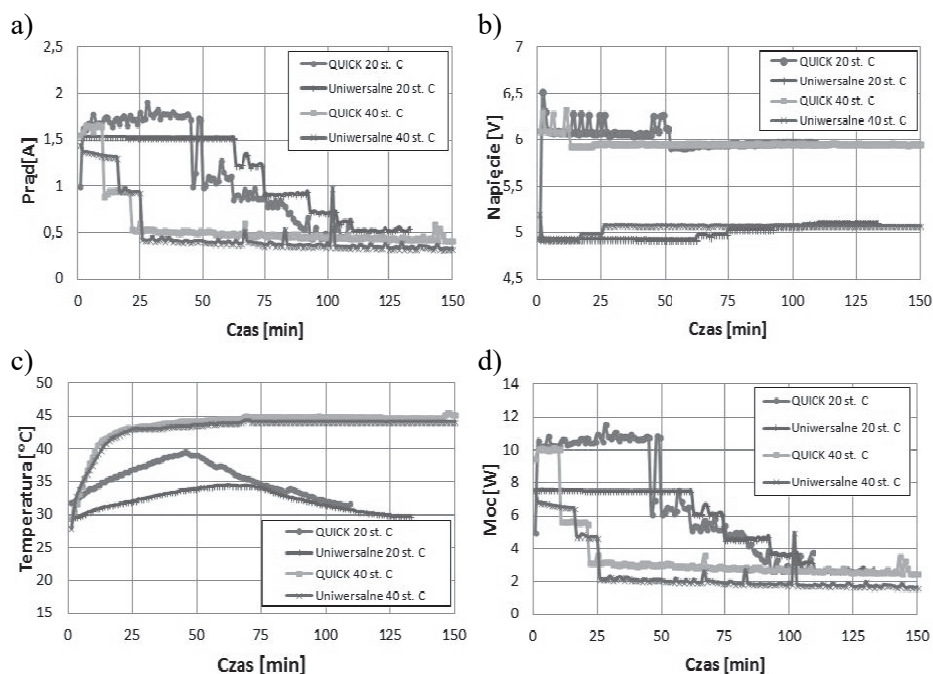 a)
2,5
2
1,5
1
0,5
0
Prąd[A]
QUICK 20 st. C
Uniwersalne 20 st. C
QUICK 40 st. C
Uniwersalne 40 st. C
0 25 50 75 100 125 150
Czas [min]
b)
7
6,5
6
5,5
5
4,5
Napięcie [V]
QUICK 20 st. C
Uniwersalne 20 st. C
QUICK 40 st. C
Uniwersalne 40 st. C
0 25 50 75 100 125 150
Czas [min]
c)
50
45
40
35
30
25
20
15
Temperatura[°C]
QUICK 20 st. C
Uniwersalne 20 st. C
QUICK 40 st. C
Uniwersalne 40 st. C
0 25 50 75 100 125 150
Czas [min]
d)
14
12
10
8
6
4
2
0
Moc[W]
QUICK 20 st. C
Uniwersalne 20 st. C
QUICK 40 st. C
Uniwersalne 40 st. C
0 25 50 75 100 125 150
Czas [min]